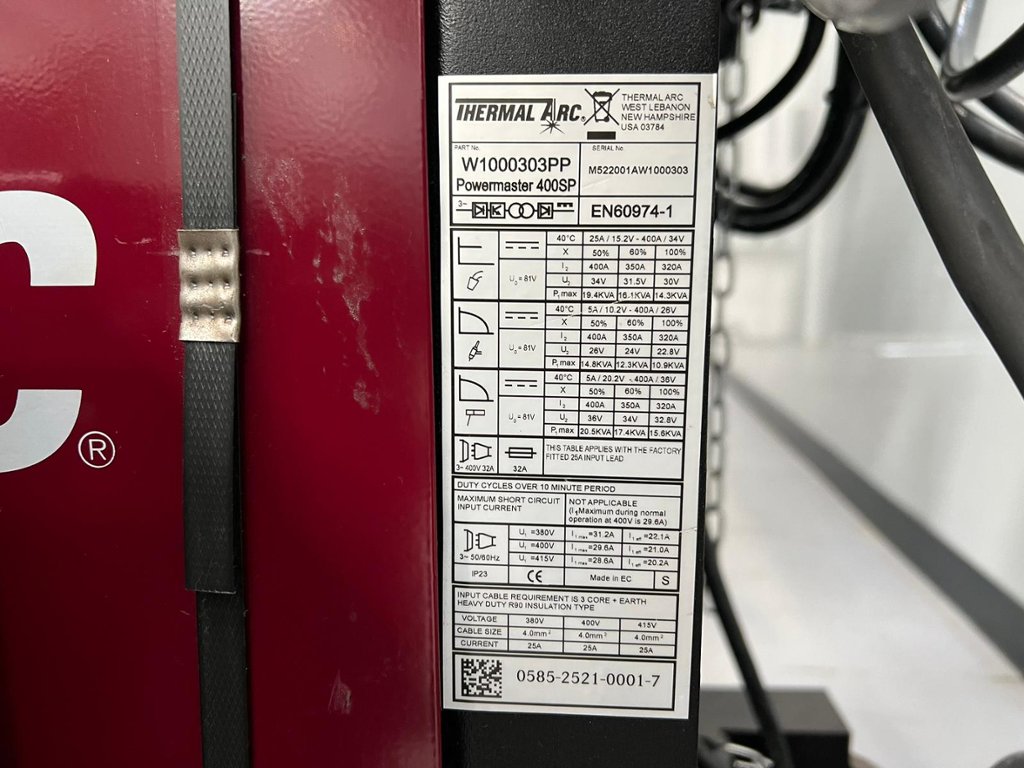 THERMAL ARC®
THERMAL ARC
WEST LEBANON
NEW HAMPSHIRE
USA 03784
PART No.
W1000303PP
Powermaster 400SP
SERIAL No.
M522001AW1000303
3~
EN60974-1
40°C 25A / 15.2V - 400A / 34V
X 50% 60% 100%
I2 400A 350A 320A
U0 = 81V
U2 34V 31.5V 30V
P1 max 19.4KVA 16.1KVA 14.3KVA
40°C 5A / 10.2V - 400A / 26V
X 50% 60% 100%
I2 400A 350A 320A
U0 = 81V
U2 26V 24V 22.8V
P1 max 14.8KVA 12.3KVA 10.9KVA
40°C 5A / 20.2V - 400A / 36V
X 50% 60% 100%
I2 400A 350A 320A
U0 = 81V
U2 36V 34V 32.8V
P1 max 20.5KVA 17.4KVA 15.6KVA
3~ 400V 32A
32A
THIS TABLE APPLIES WITH THE FACTORY
FITTED 25A INPUT LEAD
DUTY CYCLES OVER 10 MINUTE PERIOD
MAXIMUM SHORT CIRCUIT
INPUT CURRENT
NOT APPLICABLE
(I1 Maximum during normal
operation at 400V is 29.6A)
U1 =380V I1 max =31.2A I1 eff =22.1A
U1 =400V I1 max =29.6A I1 eff =21.0A
U1 =415V I1 max =28.6A I1 eff =20.2A
3~ 50/60Hz
IP23 CE Made in EC S
INPUT CABLE REQUIREMENT IS 3 CORE + EARTH
HEAVY DUTY R90 INSULATION TYPE
VOLTAGE 380V 400V 415V
CABLE SIZE 4.0mm² 4.0mm² 4.0mm²
CURRENT 25A 25A 25A
0585-2521-0001-7
C®